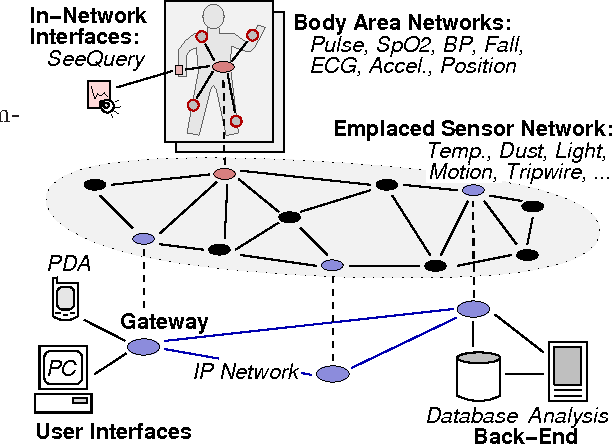 In−Network
Interfaces:
SeeQuery
Body Area Networks:
Pulse, SpO2, BP, Fall,
ECG, Accel., Position
m-
Emplaced Sensor Network:
Temp., Dust, Light,
Motion, Tripwire, ...
PDA
Gateway
PC
IP Network
User Interfaces
Database Analysis
Back−End